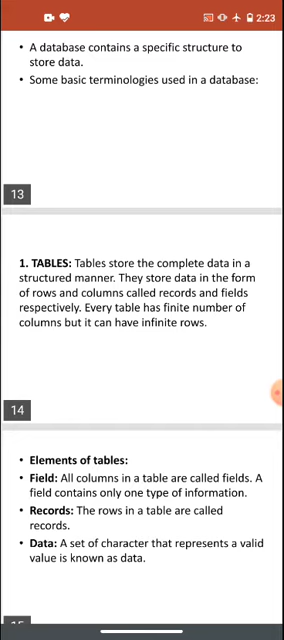 2:23
• A database contains a specific structure to
store data.
• Some basic terminologies used in a database:
13
1. TABLES: Tables store the complete data in a
structured manner. They store data in the form
of rows and columns called records and fields
respectively. Every table has finite number of
columns but it can have infinite rows.
14
• Elements of tables:
• Field: All columns in a table are called fields. A
field contains only one type of information.
• Records: The rows in a table are called
records.
• Data: A set of character that represents a valid
value is known as data.